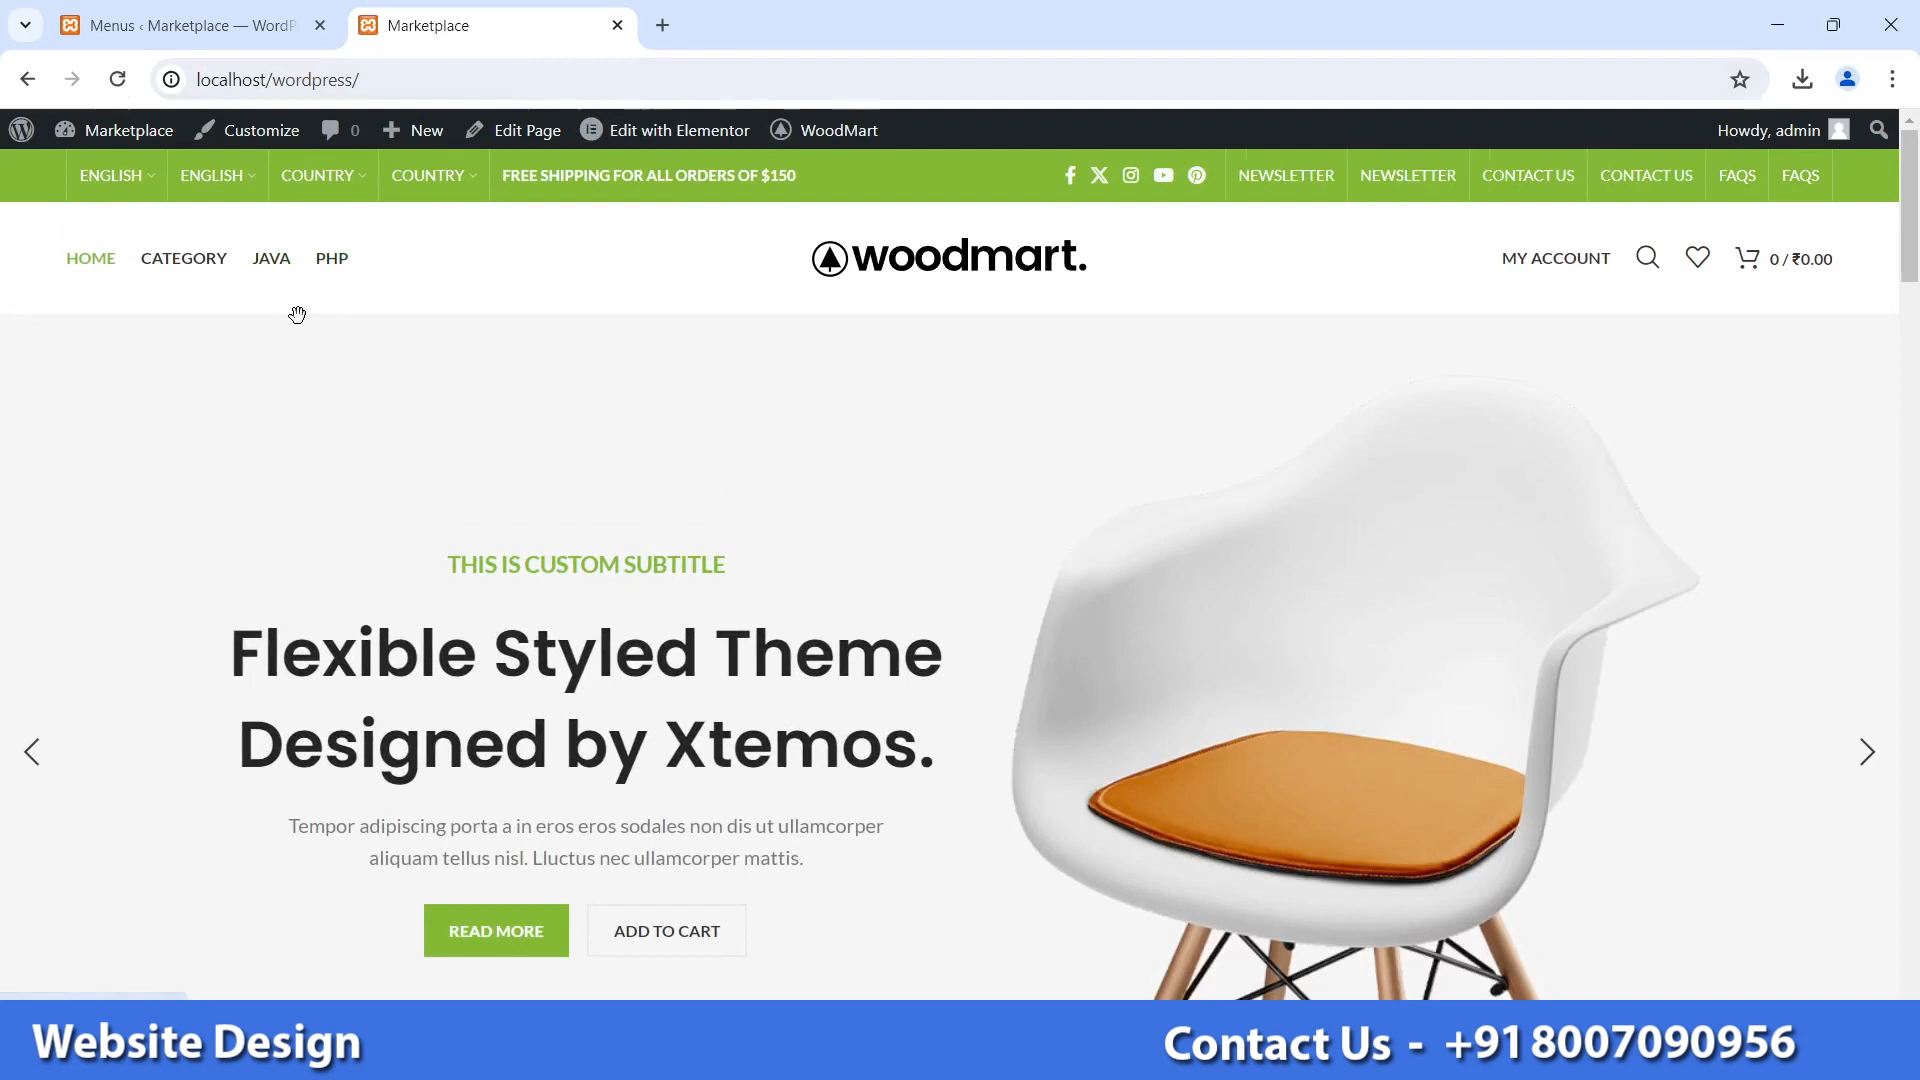 Menus ‹ Marketplace — WordP
Marketplace
localhost/wordpress/
Marketplace Customize 0 New Edit Page Edit with Elementor WoodMart Howdy, admin
ENGLISH ENGLISH COUNTRY COUNTRY FREE SHIPPING FOR ALL ORDERS OF $150 NEWSLETTER NEWSLETTER CONTACT US CONTACT US FAQS FAQS
HOME CATEGORY JAVA PHP woodmart. MY ACCOUNT 0 / ₹0.00
THIS IS CUSTOM SUBTITLE
Flexible Styled Theme
Designed by Xtemos.
Tempor adipiscing porta a in eros eros sodales non dis ut ullamcorper
aliquam tellus nisl. Lluctus nec ullamcorper mattis.
READ MORE ADD TO CART
Website Design Contact Us - +91 8007090956